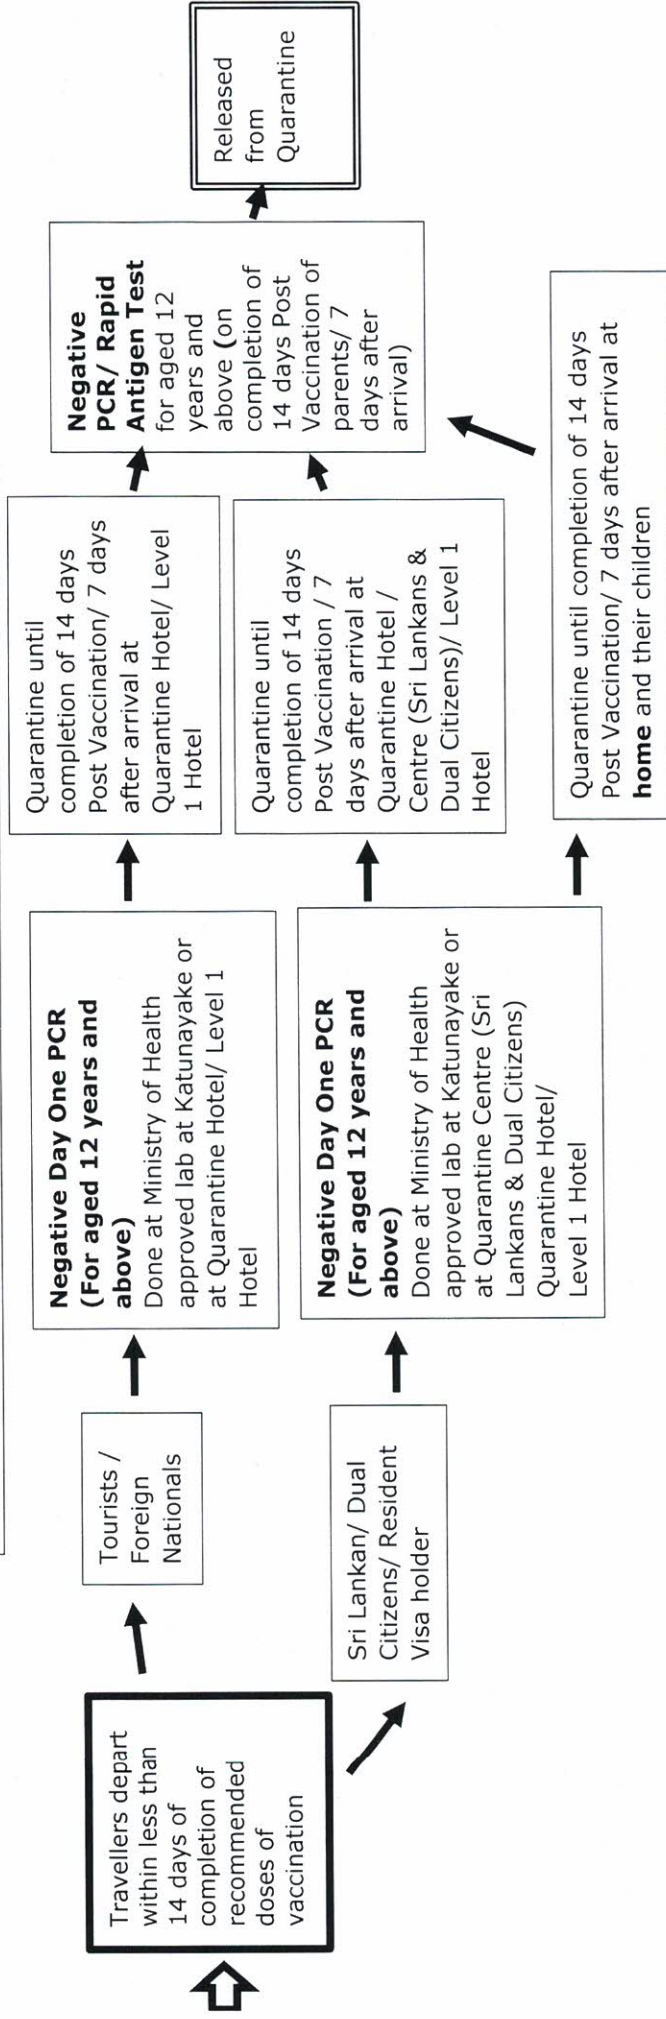 Travellers depart
within less than
14 days of
completion of
recommended
doses of
vaccination
Tourists /
Foreign
Nationals
Sri Lankan/ Dual
Citizens/ Resident
Visa holder
Negative Day One PCR
(For aged 12 years and
above)
Done at Ministry of Health
approved lab at Katunayake or
at Quarantine Hotel/ Level 1
Hotel
Negative Day One PCR
(For aged 12 years and
above)
Done at Ministry of Health
approved lab at Katunayake or
at Quarantine Centre (Sri
Lankans & Dual Citizens)
Quarantine Hotel/
Level 1 Hotel
Quarantine until
completion of 14 days
Post Vaccination/ 7 days
after arrival at
Quarantine Hotel/ Level
1 Hotel
Quarantine until
completion of 14 days
Post Vaccination / 7
days after arrival at
Quarantine Hotel /
Centre (Sri Lankans &
Dual Citizens)/ Level 1
Hotel
Quarantine until completion of 14 days
Post Vaccination/ 7 days after arrival at
home and their children
Negative
PCR/ Rapid
Antigen Test
for aged 12
years and
above (on
completion of
14 days Post
Vaccination of
parents/ 7
days after
arrival)
Released
from
Quarantine